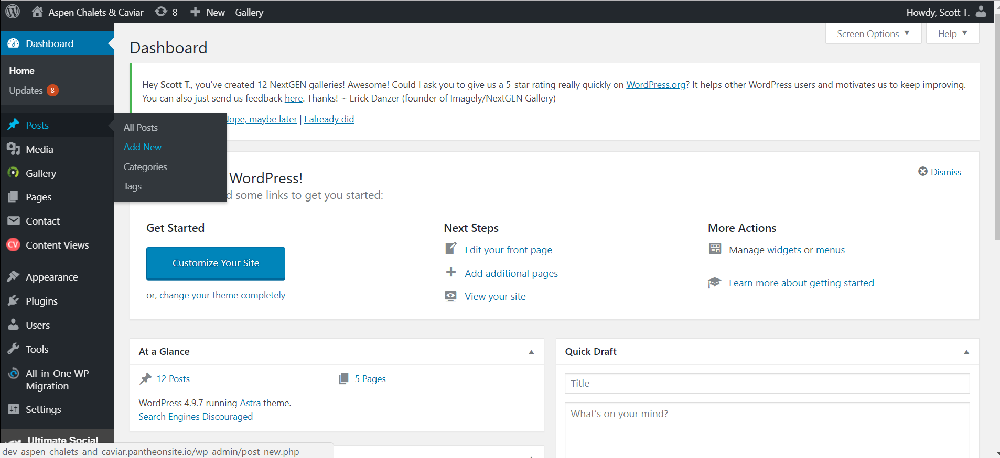 Aspen Chalets & Caviar 8 New Gallery Howdy, Scott T.
Screen Options Help
Dashboard
Home
Updates 8
Posts
All Posts
Add New
Categories
Tags
Media
Gallery
Pages
Contact
CV Content Views
Appearance
Plugins
Users
Tools
All-in-One WP
Migration
Settings
Ultimate Social
Dashboard
Hey Scott T., you've created 12 NextGEN galleries! Awesome! Could I ask you to give us a 5-star rating really quickly on WordPress.org? It helps other WordPress users and motivates us to keep improving.
You can also just send us feedback here. Thanks! ~ Erick Danzer (founder of Imagely/NextGEN Gallery)
maybe later | I already did
WordPress!
some links to get you started:
Dismiss
Get Started
Customize Your Site
or, change your theme completely
Next Steps
Edit your front page
Add additional pages
View your site
More Actions
Manage widgets or menus
Learn more about getting started
At a Glance
12 Posts 5 Pages
WordPress 4.9.7 running Astra theme.
Search Engines Discouraged
Quick Draft
Title
What's on your mind?
dev-aspen-chalets-and-caviar.pantheonsite.io/wp-admin/post-new.php